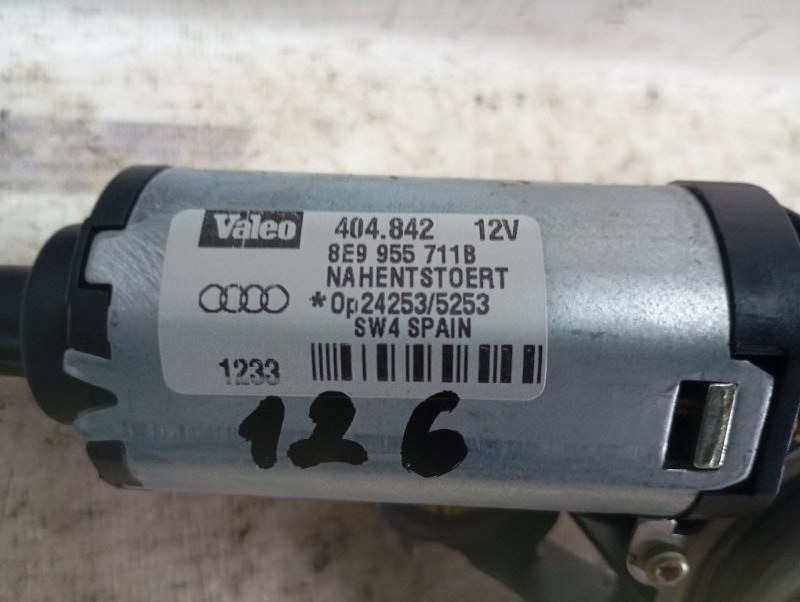 Valeo 404.842 12V
8E9 955 711B
NAHENTSTOERT
*0p24253/5253
SW4 SPAIN
1233
126